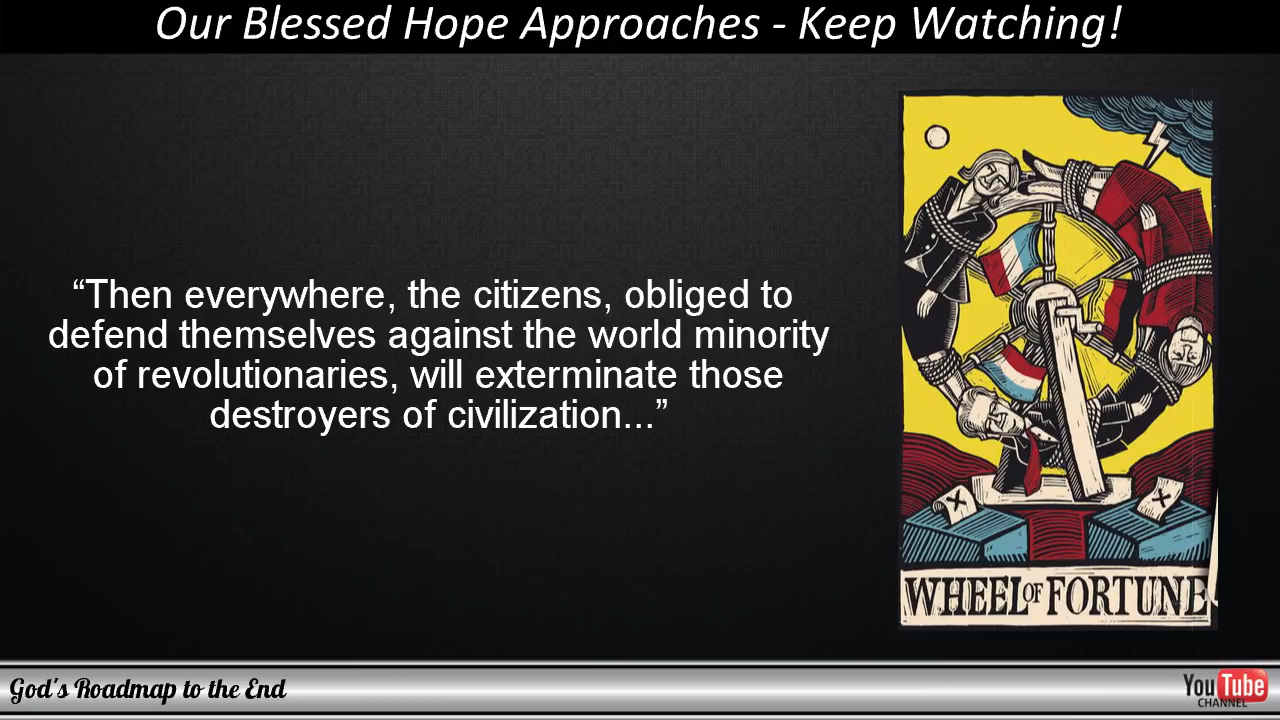 Our Blessed Hope Approaches - Keep Watching!
“Then everywhere, the citizens, obliged to
defend themselves against the world minority
of revolutionaries, will exterminate those
destroyers of civilization...”
X
X
WHEEL OF FORTUNE
God's Roadmap to the End
YouTube
CHANNEL